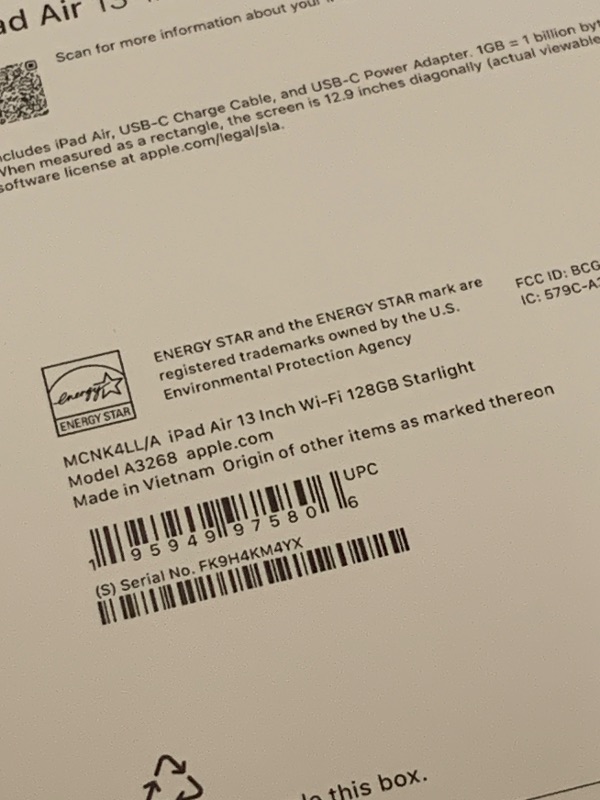 ad Air 13
Scan for more information about your
ncludes iPad Air, USB-C Charge Cable, and USB-C Power Adapter. 1GB = 1 billion byt
When measured as a rectangle, the screen is 12.9 inches diagonally (actual viewable
software license at apple.com/legal/sla.
FCC ID: BCG
IC: 579C-A3
ENERGY STAR and the ENERGY STAR mark are
registered trademarks owned by the U.S.
Environmental Protection Agency
energy
ENERGY STAR
MCNK4LL/A iPad Air 13 Inch Wi-Fi 128GB Starlight
Model A3268 apple.com
Made in Vietnam Origin of other items as marked thereon
UPC
1 95949 97580 6
(S) Serial No. FK9H4KM4YX
this box.